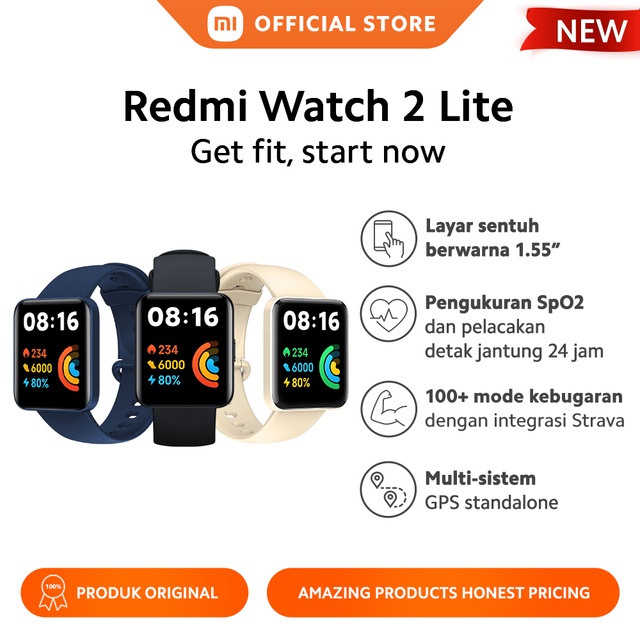 mi OFFICIAL STORE
NEW
Redmi Watch 2 Lite
Get fit, start now
Layar sentuh
berwarna 1.55”
Pengukuran SpO2
dan pelacakan
detak jantung 24 jam
100+ mode kebugaran
dengan integrasi Strava
Multi-sistem
GPS standalone
08:16
234
6000
80%
08:16
234
6000
80%
08:16
234
6000
80%
100%
PRODUK ORIGINAL
AMAZING PRODUCTS HONEST PRICING